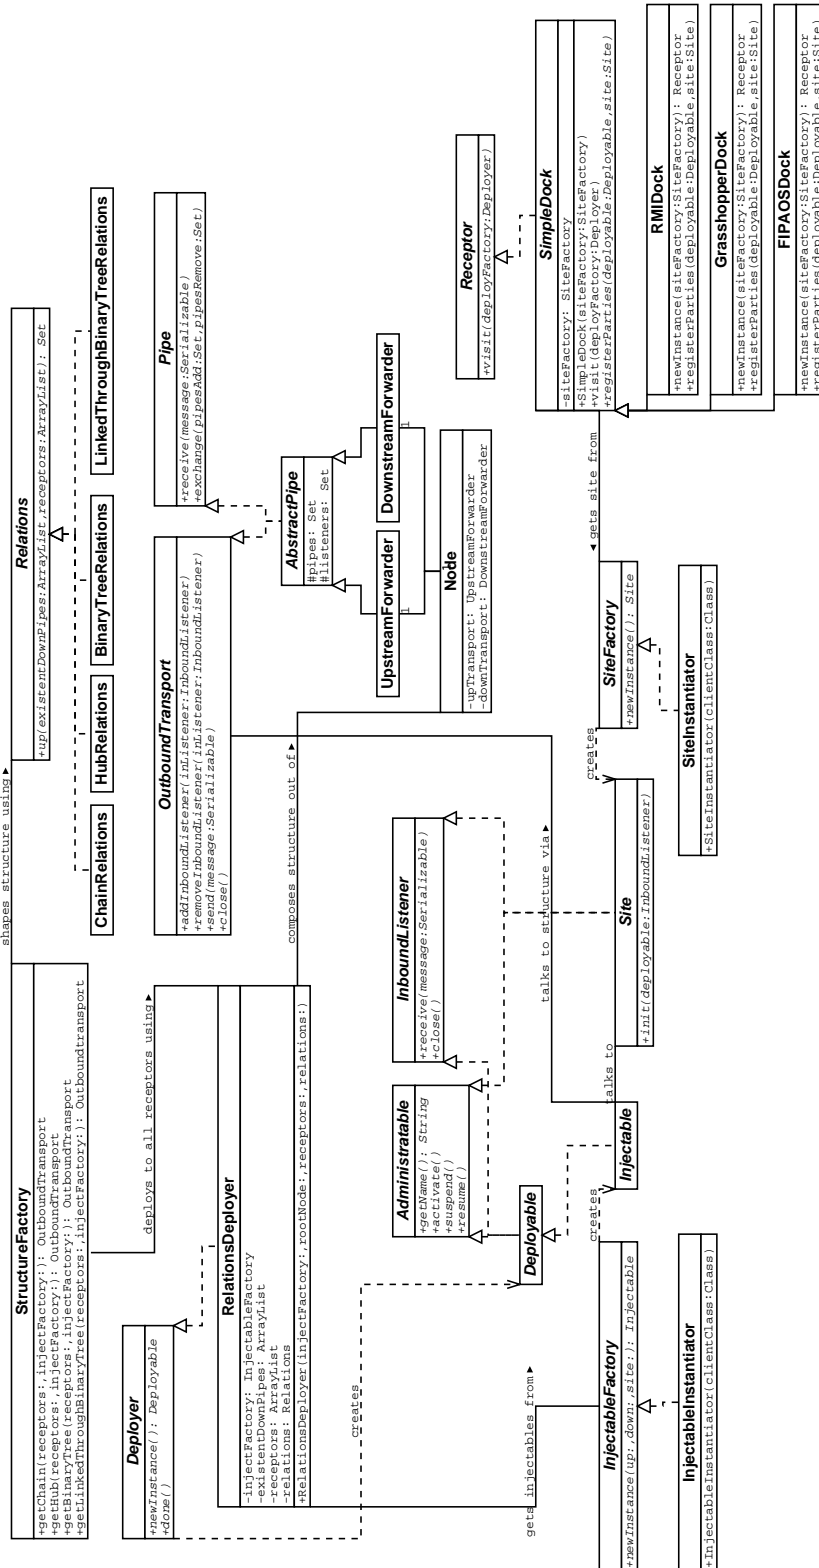 StructureFactory
+getChain(receptors:,injectFactory:): OutboundTransport
+getHub(receptors:,injectFactory:): OutboundTransport
+getBinaryTree(receptors:,injectFactory:): OutboundTransport
+getLinkedThroughBinaryTree(receptors:,injectFactory:): Outboundtransport
shapes structure using►
Relations
+up(existentDownPipes:ArrayList,receptors:ArrayList): Set
ChainRelations
HubRelations
BinaryTreeRelations
LinkedThroughBinaryTreeRelations
Deployer
+newInstance(): Deployable
+done()
deploys to all receptors using►
OutboundTransport
+addInboundListener(inListener:InboundListener)
+removeInboundListener(inListener:InboundListener)
+send(message:Serializable)
+close()
Pipe
+receive(message:Serializable)
+exchange(pipesAdd:Set,pipesRemove:Set)
RelationsDeployer
-injectFactory: InjectableFactory
-existentDownPipes: ArrayList
-receptors: ArrayList
-relations: Relations
+RelationsDeployer(injectFactory:,rootNode:,receptors:,relations:)
composes structure out of►
AbstractPipe
#pipes: Set
#listeners: Set
UpstreamForwarder
1
DownstreamForwarder
1
Node
-upTransport: UpstreamForwarder
-downTransport: DownstreamForwarder
creates
Administratable
+getName(): String
+activate()
+suspend()
+resume()
InboundListener
+receive(message:Serializable)
+close()
Receptor
+visit(deployFactory:Deployer)
Deployable
talks to structure via►
SimpleDock
-siteFactory: SiteFactory
+SimpleDock(siteFactory:SiteFactory)
+visit(deployFactory:Deployer)
+registerParties(deployable:Deployable,site:Site)
gets injectables from►
InjectableFactory
+newInstance(up:,down:,site:): Injectable
creates
Injectable
talks to
Site
+init(deployable:InboundListener)
creates
SiteFactory
+newInstance(): Site
◄ gets site from
InjectableInstantiator
+InjectableInstantiator(clientClass:Class)
SiteInstantiator
+SiteInstantiator(clientClass:Class)
RMIDock
+newInstance(siteFactory:SiteFactory): Receptor
+registerParties(deployable:Deployable,site:Site)
GrasshopperDock
+newInstance(siteFactory:SiteFactory): Receptor
+registerParties(deployable:Deployable,site:Site)
FIPAOSDock
+newInstance(siteFactory:SiteFactory): Receptor
+registerParties(deployable:Deployable,site:Site)